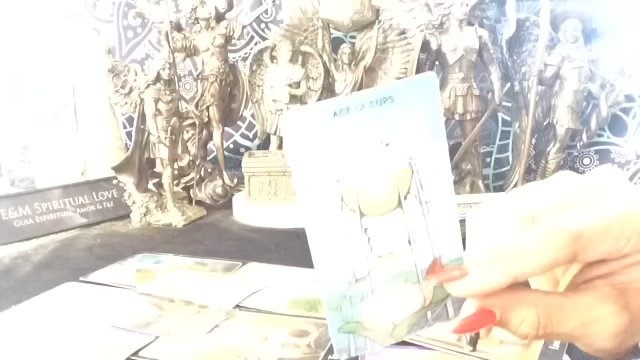 ACE OF CUPS
E&M SPIRITUAL LOVE
GUIA ESPIRITUAL, AMOR & PAZ